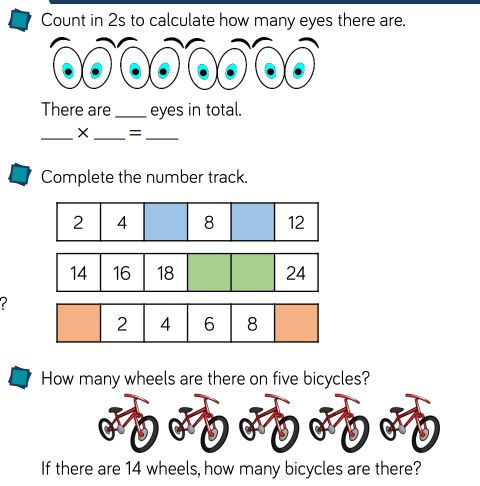 Count in 2s to calculate how many eyes there are.
There are ____ eyes in total.
____ × ____ = ____
Complete the number track.
2 4 8 12
14 16 18 24
?
2 4 6 8
How many wheels are there on five bicycles?
If there are 14 wheels, how many bicycles are there?